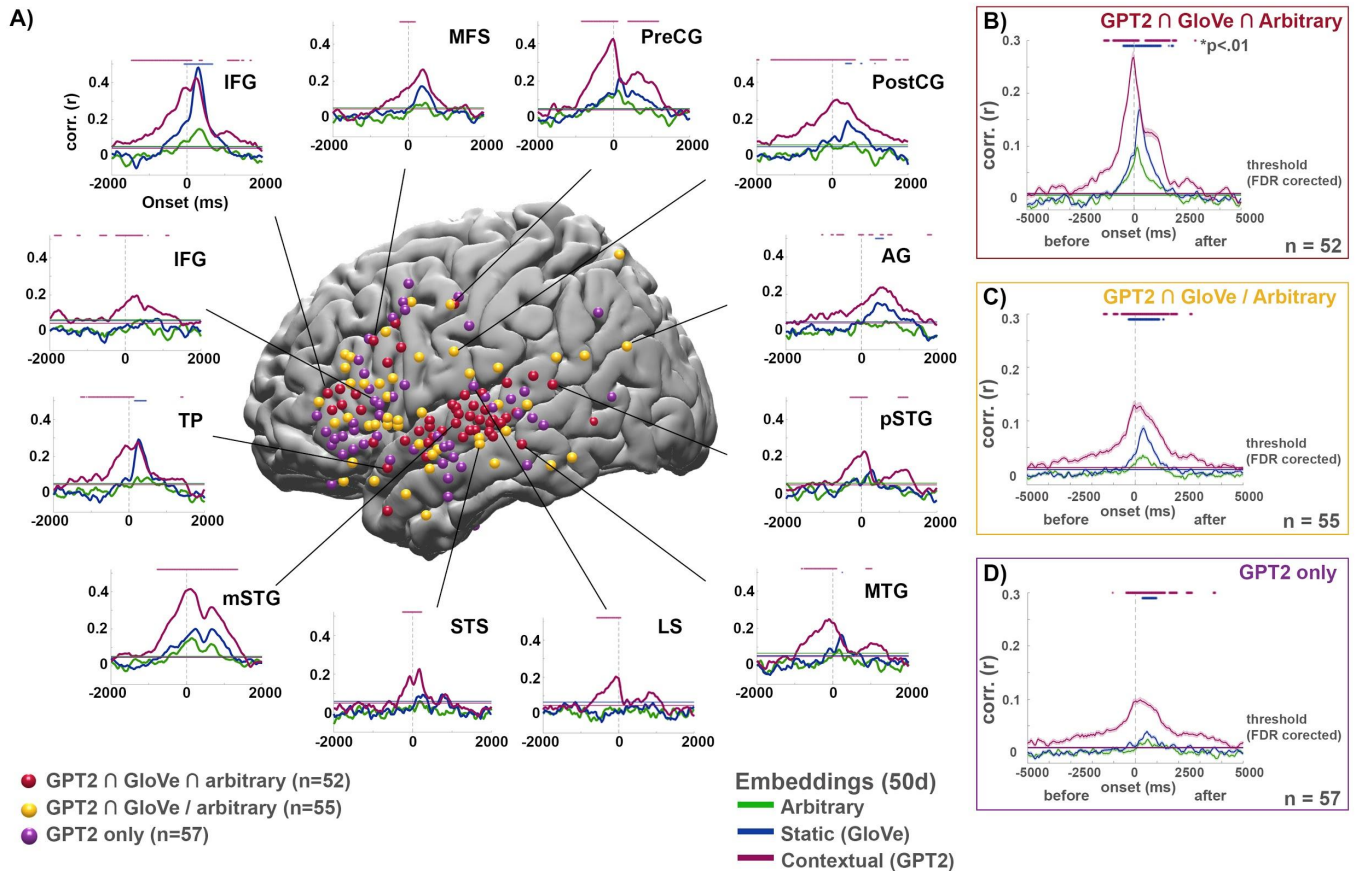 A)
IFG
0.4
0.2
0
corr. (r)
-2000
0
2000
Onset (ms)
MFS
0.4
0.2
0
-2000
0
2000
PreCG
0.4
0.2
0
-2000
0
2000
PostCG
0.4
0.2
0
-2000
0
2000
IFG
0.4
0.2
0
-2000
0
2000
AG
0.4
0.2
0
-2000
0
2000
TP
0.4
0.2
0
-2000
0
2000
pSTG
0.4
0.2
0
-2000
0
2000
mSTG
0.4
0.2
0
-2000
0
2000
STS
0.4
0.2
0
-2000
0
2000
LS
0.4
0.2
0
-2000
0
2000
MTG
0.4
0.2
0
-2000
0
2000
GPT2 ∩ GloVe ∩ arbitrary (n=52)
GPT2 ∩ GloVe / arbitrary (n=55)
GPT2 only (n=57)
Embeddings (50d)
Arbitrary
Static (GloVe)
Contextual (GPT2)
B)
GPT2 ∩ GloVe ∩ Arbitrary
*p<.01
0.3
0.2
0.1
0
corr. (r)
threshold
(FDR corected)
-5000 -2500 0 2500 5000
before onset (ms) after
n = 52
C)
GPT2 ∩ GloVe / Arbitrary
0.3
0.2
0.1
0
corr. (r)
threshold
(FDR corected)
-5000 -2500 0 2500 5000
before onset (ms) after
n = 55
D)
GPT2 only
0.3
0.2
0.1
0
corr. (r)
threshold
(FDR corected)
-5000 -3000 0 2500 5000
before onset (ms) after
n = 57